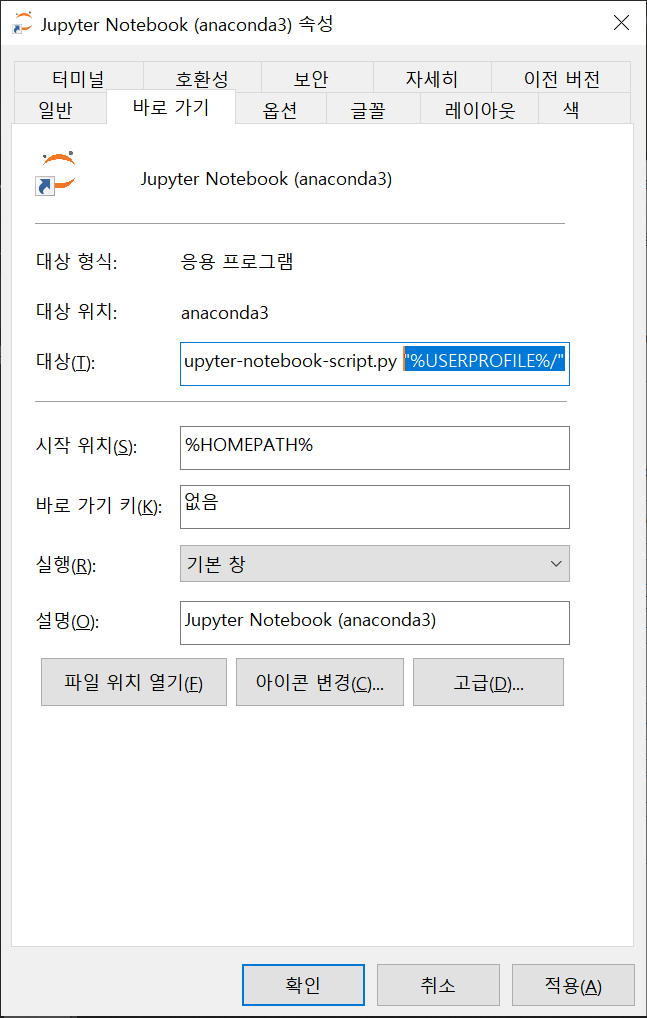 Jupyter Notebook (anaconda3) 속성
터미널 호환성 보안 자세히 이전 버전
일반 바로 가기 옵션 글꼴 레이아웃 색
Jupyter Notebook (anaconda3)
대상 형식: 응용 프로그램
대상 위치: anaconda3
대상(T): upyter-notebook-script.py "%USERPROFILE%/"
시작 위치(S): %HOMEPATH%
바로 가기 키(K): 없음
실행(R): 기본 창
설명(O): Jupyter Notebook (anaconda3)
파일 위치 열기(F) 아이콘 변경(C)... 고급(D)...
확인 취소 적용(A)